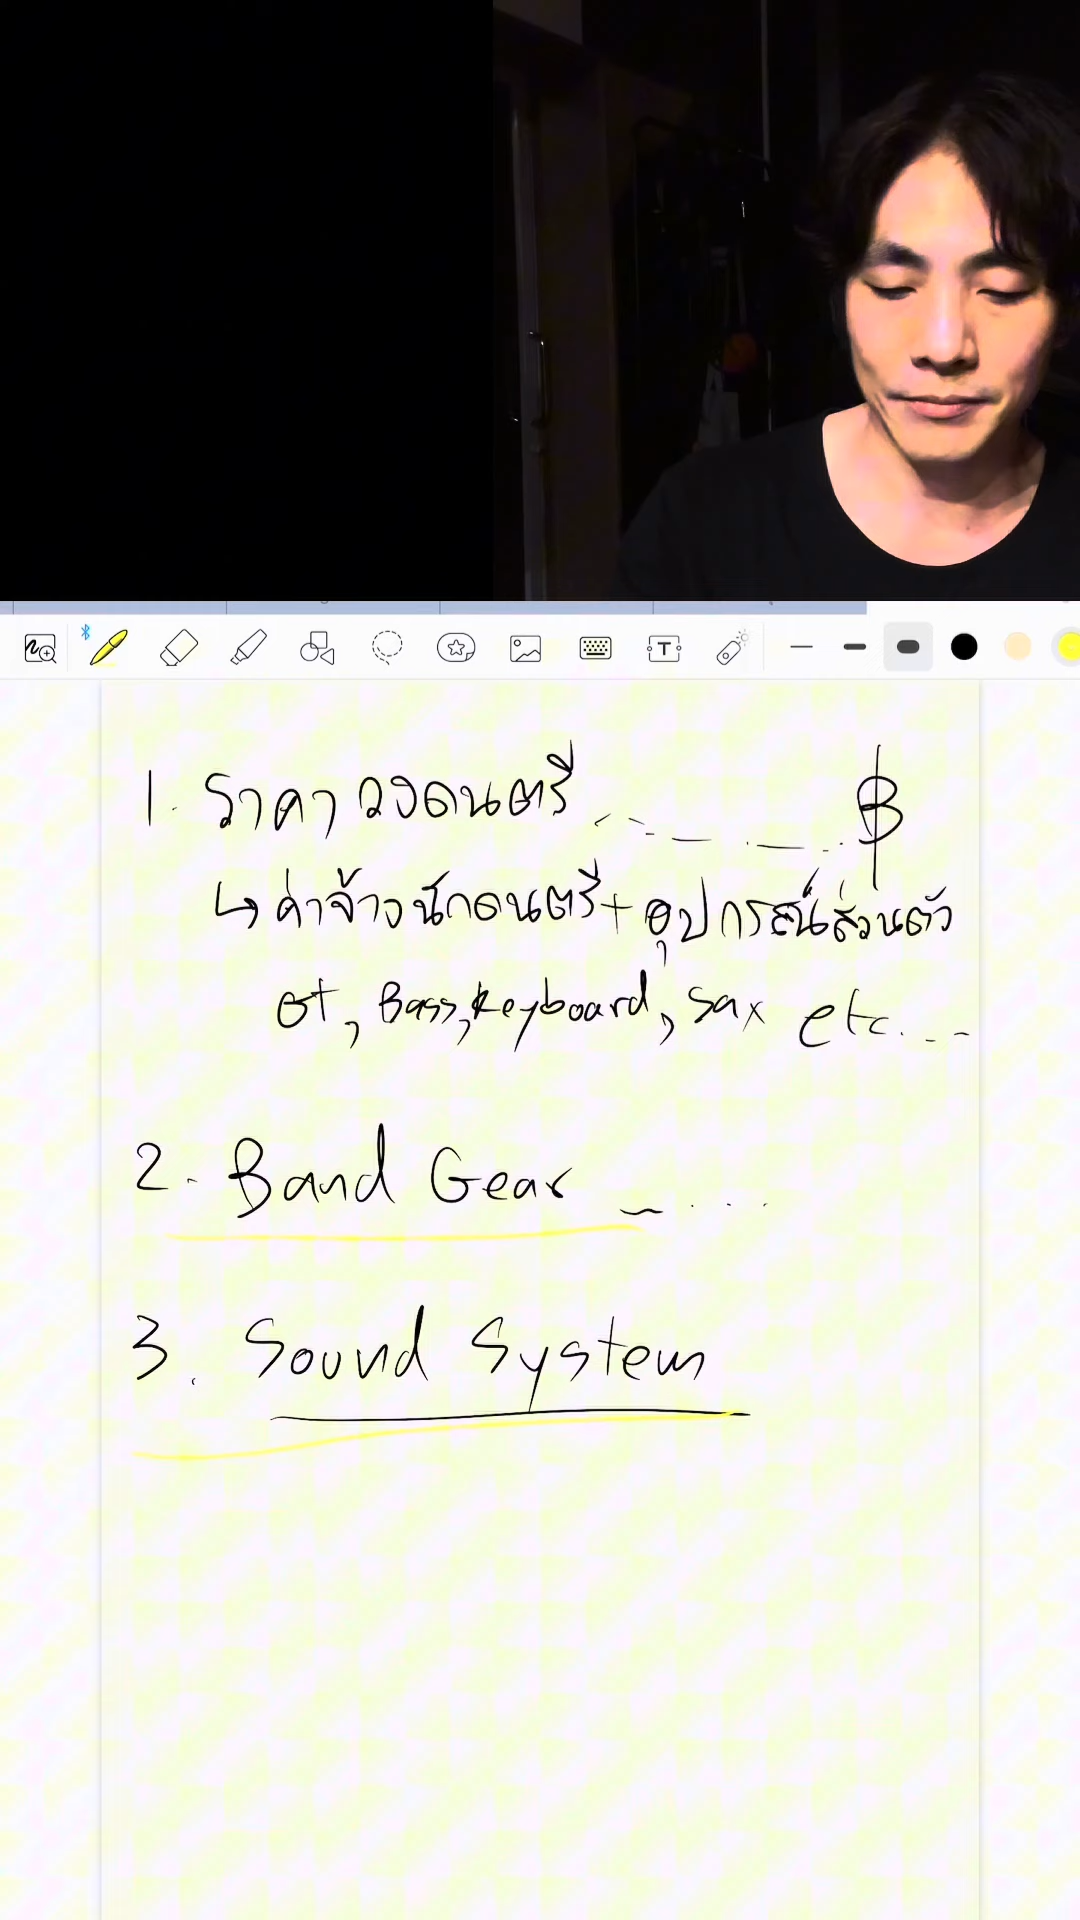 1. ราคาวงดนตรี ........ ฿
↳ ค่าจ้างนักดนตรี + อุปกรณ์ส่วนตัว
Gt, Bass, Keyboard, Sax etc...
2. Band Gear ....
3. Sound System